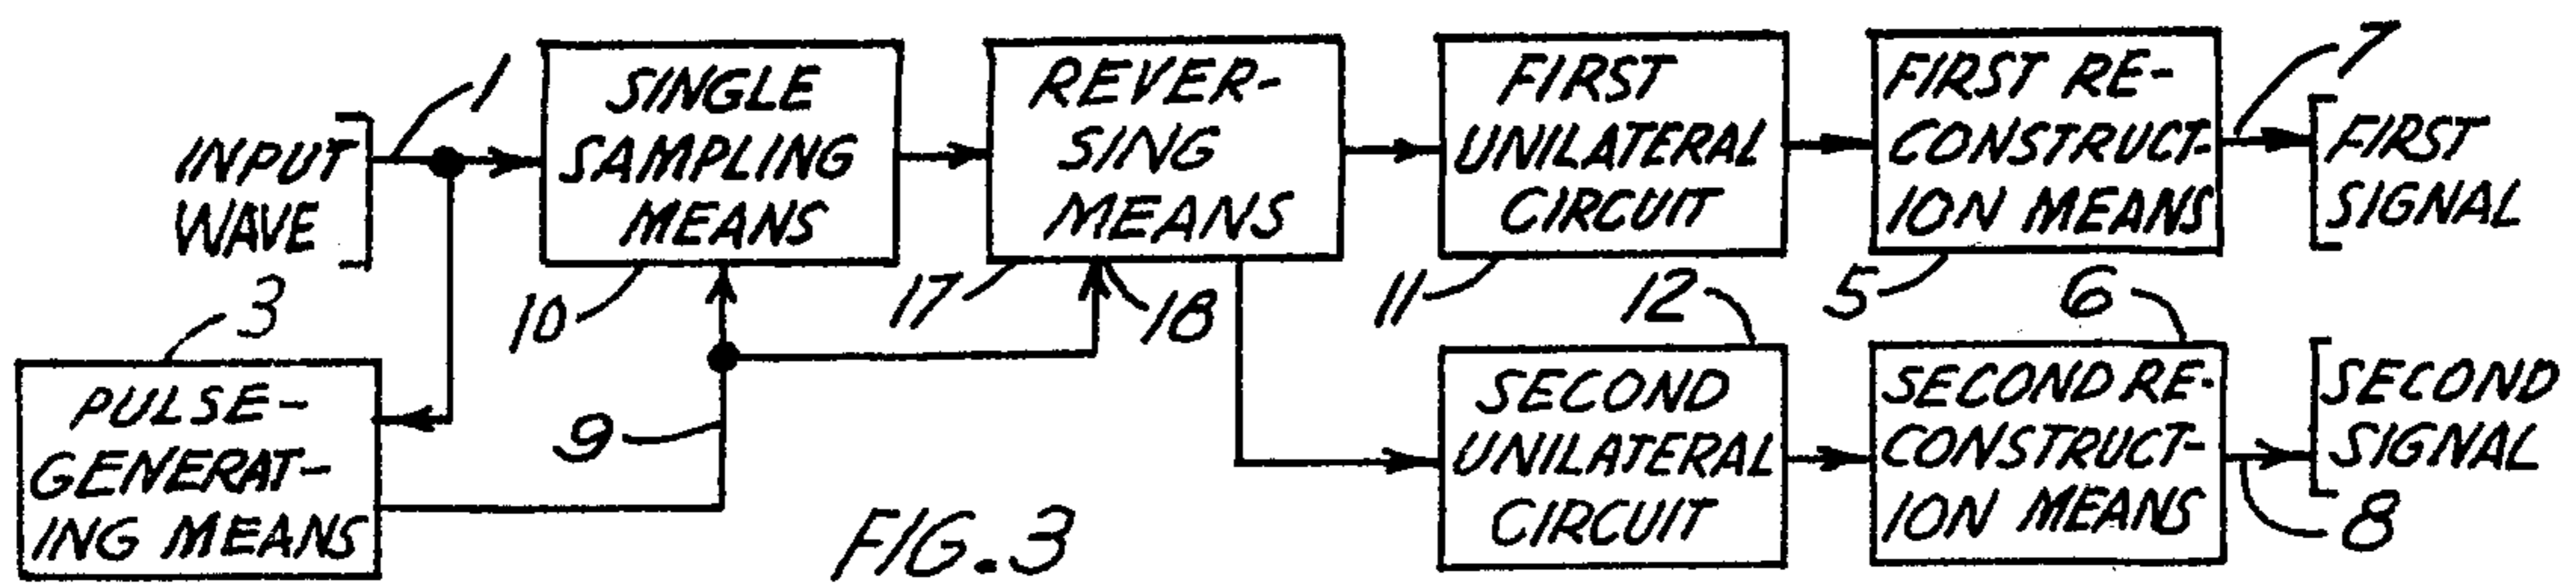 INPUT
WAVE
1
SINGLE
SAMPLING
MEANS
10
REVER-
SING
MEANS
17
18
FIRST
UNILATERAL
CIRCUIT
11
FIRST RE-
CONSTRUCT-
ION MEANS
5
7
FIRST
SIGNAL
3
PULSE-
GENERAT-
ING MEANS
9
12
SECOND
UNILATERAL
CIRCUIT
6
SECOND RE-
CONSTRUCT-
ION MEANS
SECOND
SIGNAL
8
FIG. 3